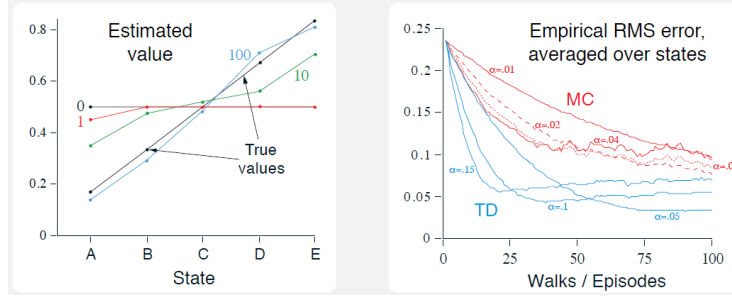 Estimated
value
0.8
0.6
0.4
0.2
0
0
1
100
10
True
values
A
B
C
D
E
State
Empirical RMS error,
averaged over states
0.25
0.2
0.15
0.1
0.05
0
α=.01
MC
α=.02
α=.04
α=.15
TD
α=.1
α=.05
0
25
50
75
100
Walks / Episodes